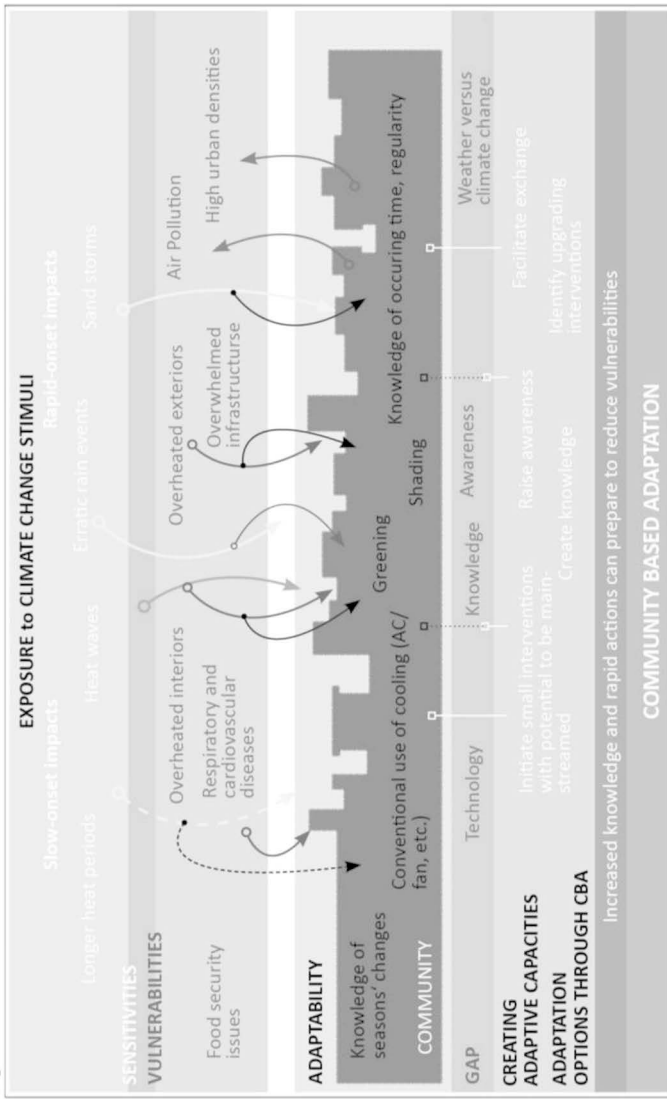 EXPOSURE to CLIMATE CHANGE STIMULI
Slow-onset impacts
Rapid-onset impacts
Longer heat periods
Heat waves
Erratic rain events
Sand storms
SENSITIVITIES
VULNERABILITIES
Food security
issues
Overheated interiors
Respiratory and
cardiovascular
diseases
Overheated exteriors
Overwhelmed
infrastructurse
Air Pollution
High urban densities
ADAPTABILITY
Knowledge of
seasons' changes
Conventional use of cooling (AC/
fan, etc.)
Greening
Shading
Knowledge of occuring time, regularity
COMMUNITY
GAP
Technology
Knowledge
Awareness
Weather versus
climate change
CREATING
ADAPTIVE CAPACITIES
ADAPTATION
OPTIONS THROUGH CBA
Initiate small interventions
with potential to be main-
streamed
Raise awareness
Create knowledge
Facilitate exchange
Identify upgrading
interventions
Increased knowledge and rapid actions can prepare to reduce vulnerabilities
COMMUNITY BASED ADAPTATION